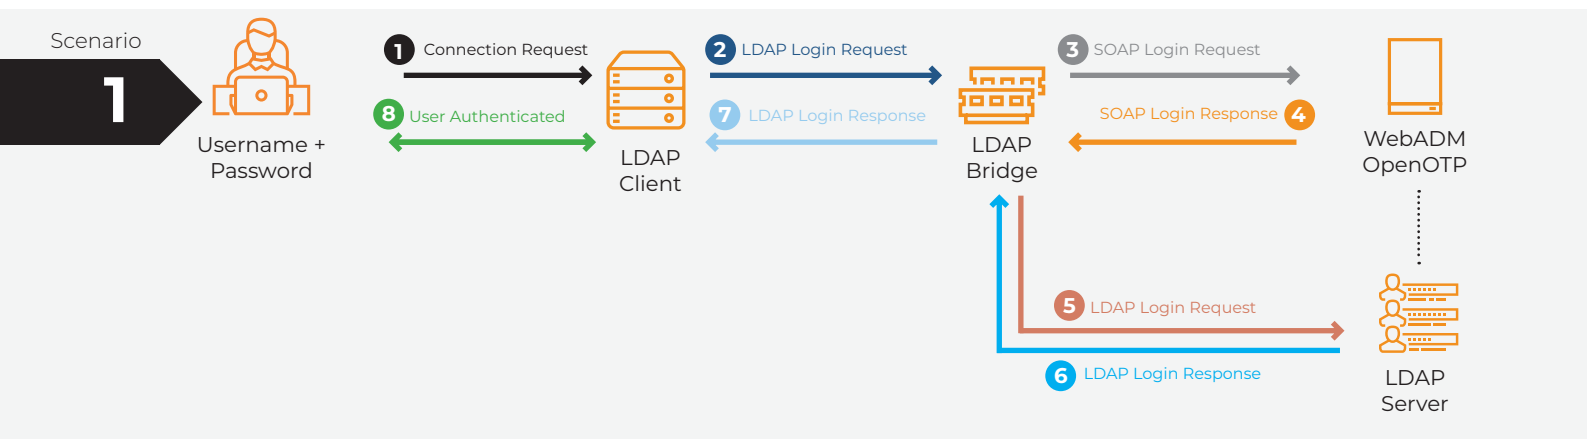 Scenario
1
Username +
Password
1 Connection Request
8 User Authenticated
LDAP
Client
2 LDAP Login Request
7 LDAP Login Response
LDAP
Bridge
3 SOAP Login Request
SOAP Login Response 4
WebADM
OpenOTP
5 LDAP Login Request
6 LDAP Login Response
LDAP
Server